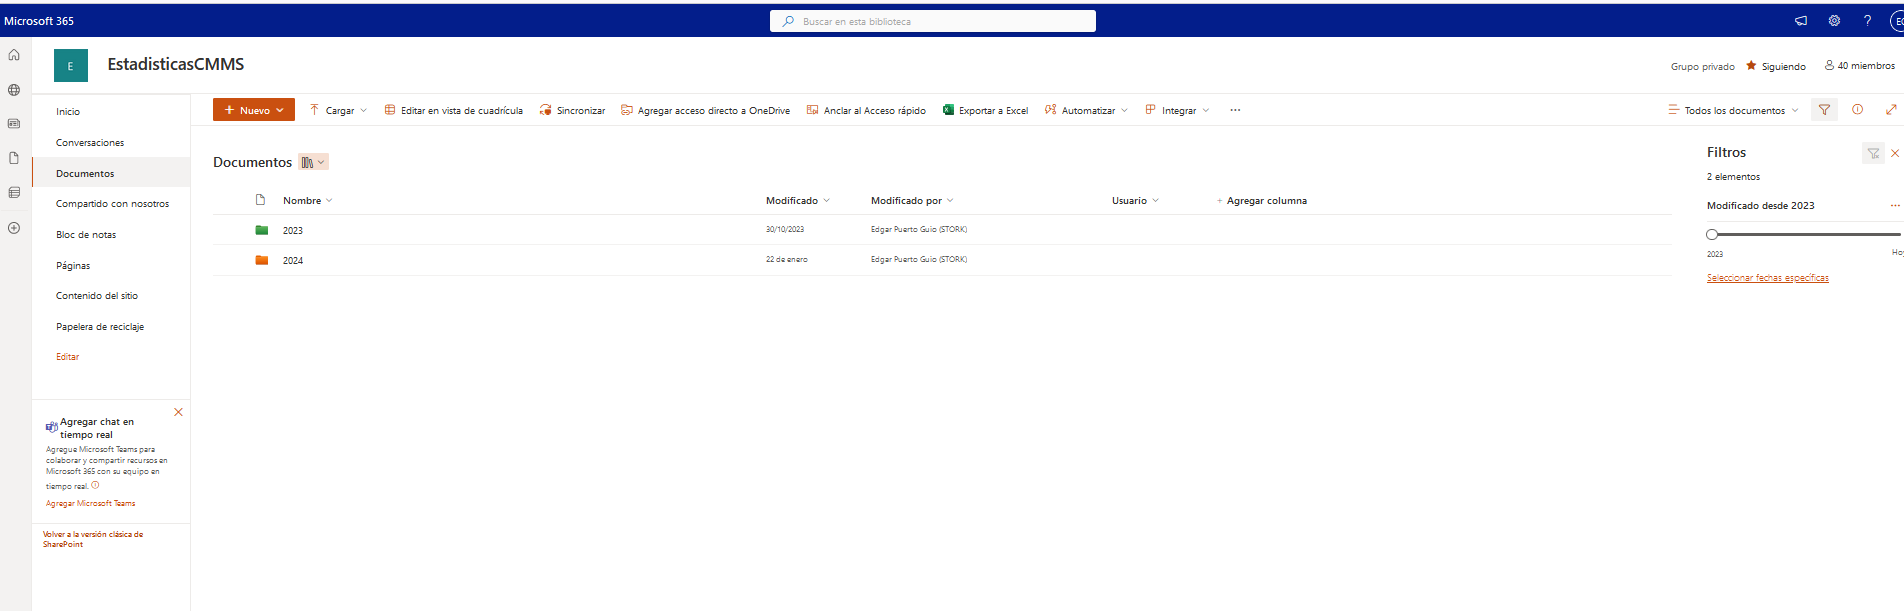 Microsoft 365
Buscar en esta biblioteca
?
E
EstadisticasCMMS
Grupo privado
Siguiendo
40 miembros
Inicio
Conversaciones
Documentos
Compartido con nosotros
Bloc de notas
Páginas
Contenido del sitio
Papelera de reciclaje
Editar
Agregar chat en
tiempo real
Agregue Microsoft Teams para
colaborar y compartir recursos en
Microsoft 365 con su equipo en
tiempo real.
Agregar Microsoft Teams
Volver a la versión clásica de
SharePoint
+ Nuevo
Cargar
Editar en vista de cuadrícula
Sincronizar
Agregar acceso directo a OneDrive
Anclar al Acceso rápido
Exportar a Excel
Automatizar
Integrar
...
Todos los documentos
Documentos
Nombre
Modificado
Modificado por
Usuario
+ Agregar columna
2023
30/10/2023
Edgar Puerto Guio (STORK)
2024
22 de enero
Edgar Puerto Guio (STORK)
Filtros
2 elementos
Modificado desde 2023
...
2023
Seleccionar fechas específicas